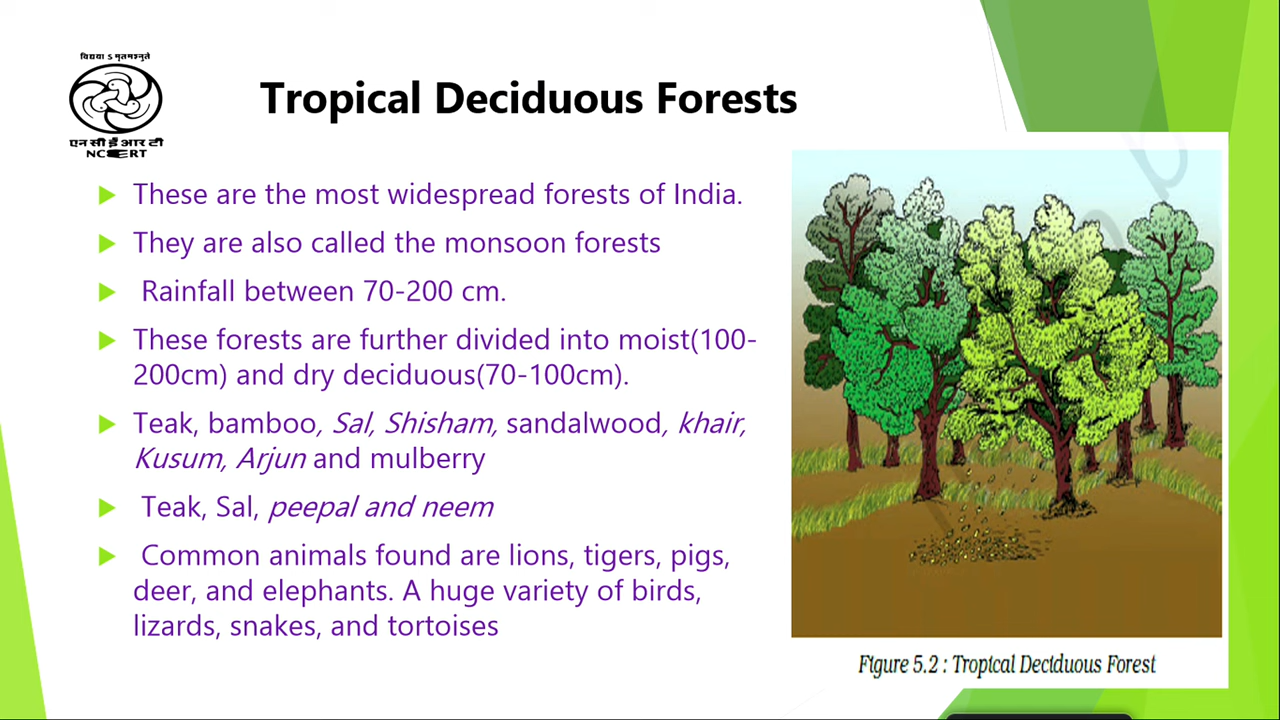 विद्यया ऽ मृतमश्नुते
एन सी ई आर टी
NCERT
Tropical Deciduous Forests
These are the most widespread forests of India.
They are also called the monsoon forests
Rainfall between 70-200 cm.
These forests are further divided into moist(100-
200cm) and dry deciduous(70-100cm).
Teak, bamboo, Sal, Shisham, sandalwood, khair,
Kusum, Arjun and mulberry
Teak, Sal, peepal and neem
Common animals found are lions, tigers, pigs,
deer, and elephants. A huge variety of birds,
lizards, snakes, and tortoises
Figure 5.2 : Tropical Deciduous Forest